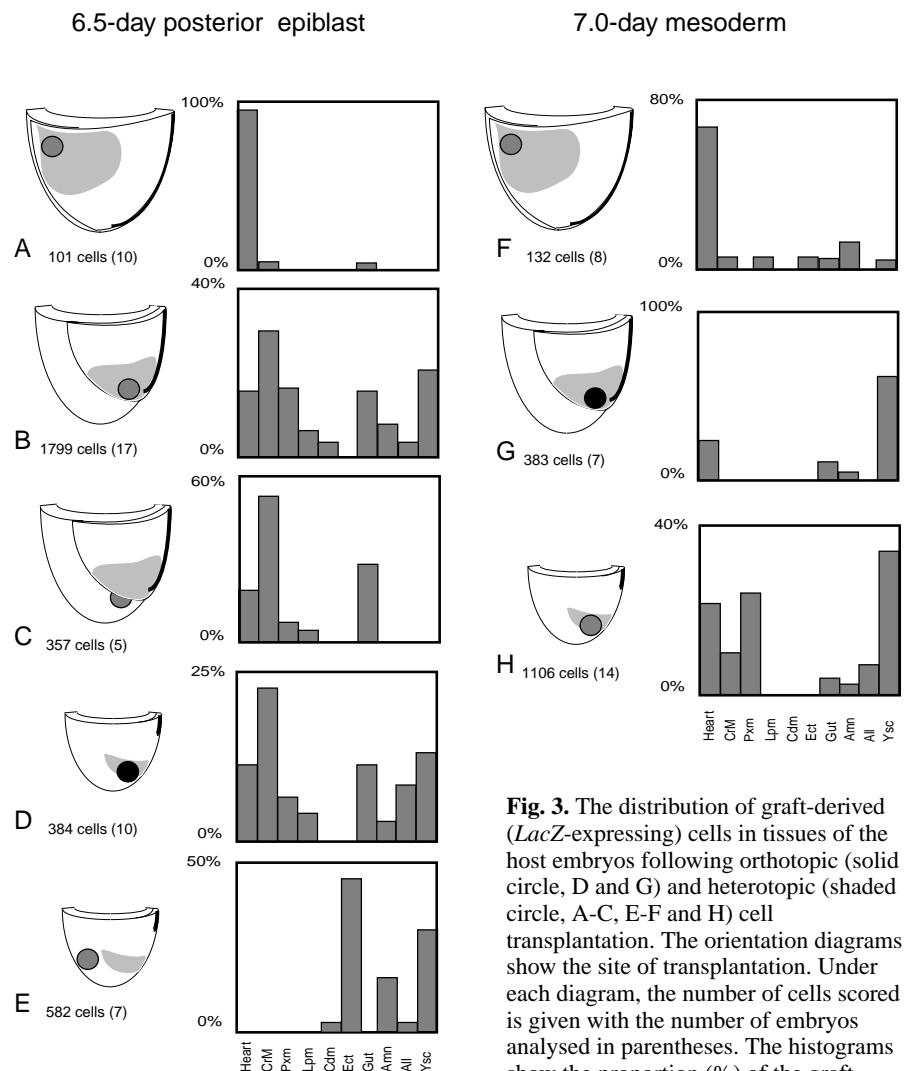 6.5-day posterior epiblast
7.0-day mesoderm
100%
0%
A 101 cells (10)
40%
0%
B 1799 cells (17)
60%
0%
C 357 cells (5)
25%
0%
D 384 cells (10)
50%
0%
E 582 cells (7)
Heart CrM Pxm Lpm Cdm Ect Gut Amn All Ysc
80%
0%
F 132 cells (8)
100%
0%
G 383 cells (7)
40%
0%
H 1106 cells (14)
Heart CrM Pxm Lpm Cdm Ect Gut Amn All Ysc
Fig. 3. The distribution of graft-derived
(LacZ-expressing) cells in tissues of the
host embryos following orthotopic (solid
circle, D and G) and heterotopic (shaded
circle, A-C, E-F and H) cell
transplantation. The orientation diagrams
show the site of transplantation. Under
each diagram, the number of cells scored
is given with the number of embryos
analysed in parentheses. The histograms
show the proportion (%) of the graft